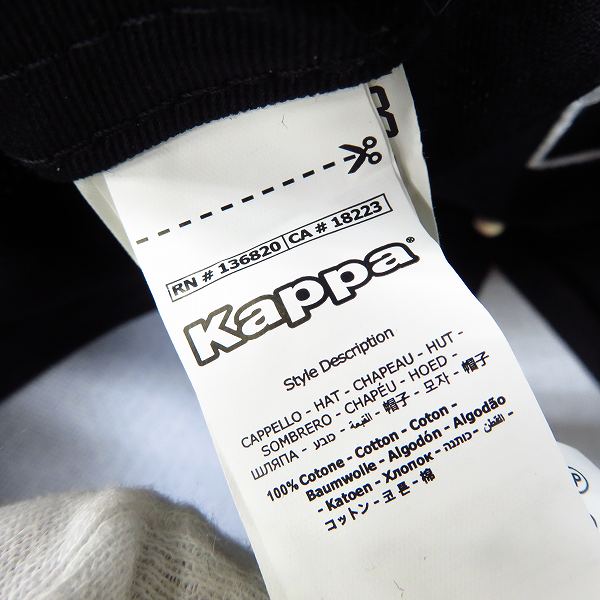 3
RN # 136820 CA # 18223
Kappa®
Style Description
CAPPELLO - HAT - CHAPEAU - HUT -
SOMBRERO - CHAPÉU - HOED -
ШЛЯПА - כובע - القبعة - 帽子 - 모자 - 帽子
100% Cotone - Cotton - Coton -
Baumwolle - Algodón - Algodão
- Katoen - Хлопок - כותנה - القطن -
コットン - 코튼 - 棉
P